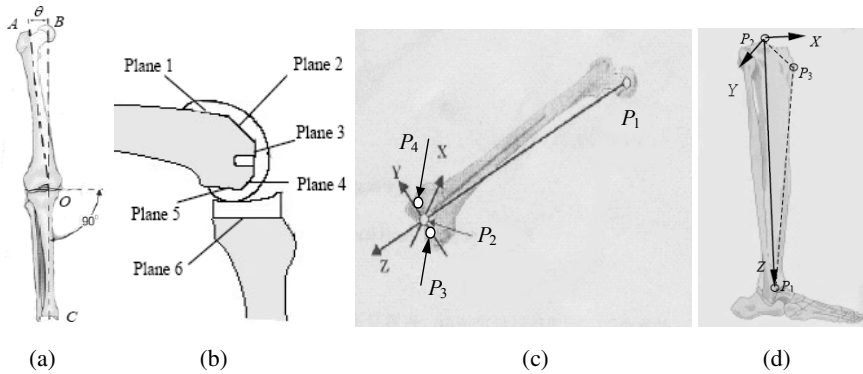 A θ B
O
90°
C
(a)
Plane 1
Plane 2
Plane 3
Plane 4
Plane 5
Plane 6
(b)
P1
P4
X
Y
P2
Z
P3
(c)
P2
X
P3
Y
Z
P1
(d)